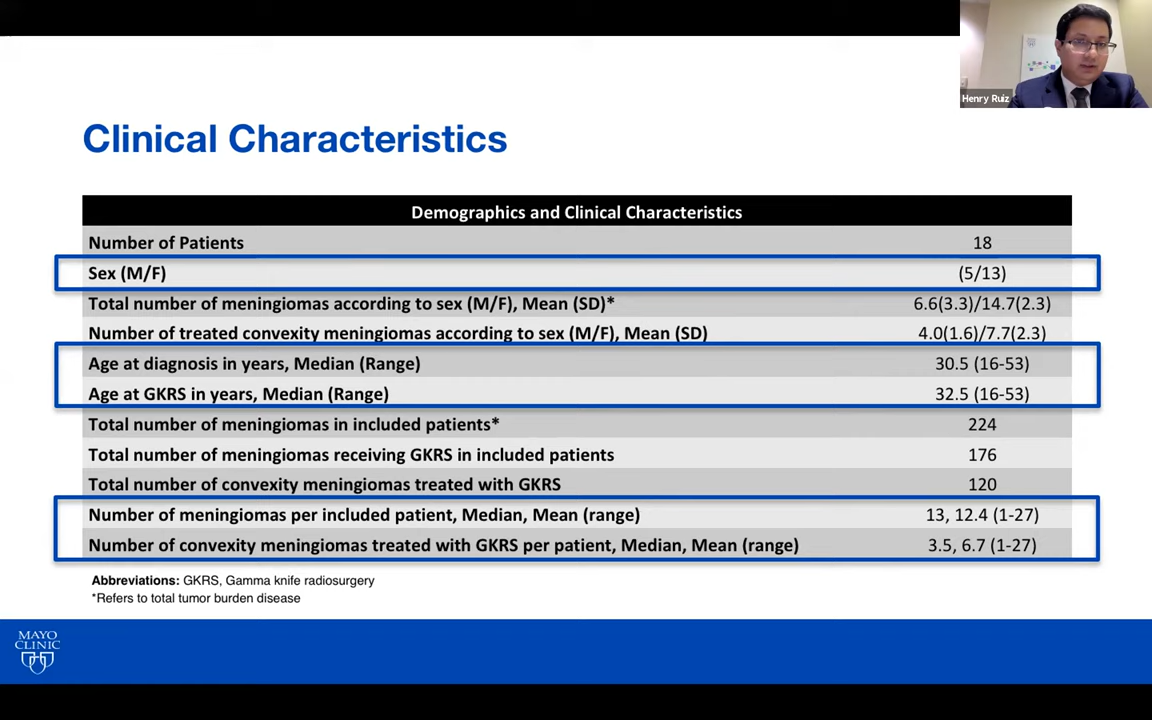 Henry Ruiz
Clinical Characteristics
Demographics and Clinical Characteristics
Number of Patients 18
Sex (M/F) (5/13)
Total number of meningiomas according to sex (M/F), Mean (SD)* 6.6(3.3)/14.7(2.3)
Number of treated convexity meningiomas according to sex (M/F), Mean (SD) 4.0(1.6)/7.7(2.3)
Age at diagnosis in years, Median (Range) 30.5 (16-53)
Age at GKRS in years, Median (Range) 32.5 (16-53)
Total number of meningiomas in included patients* 224
Total number of meningiomas receiving GKRS in included patients 176
Total number of convexity meningiomas treated with GKRS 120
Number of meningiomas per included patient, Median, Mean (range) 13, 12.4 (1-27)
Number of convexity meningiomas treated with GKRS per patient, Median, Mean (range) 3.5, 6.7 (1-27)
Abbreviations: GKRS, Gamma knife radiosurgery
*Refers to total tumor burden disease
MAYO
CLINIC